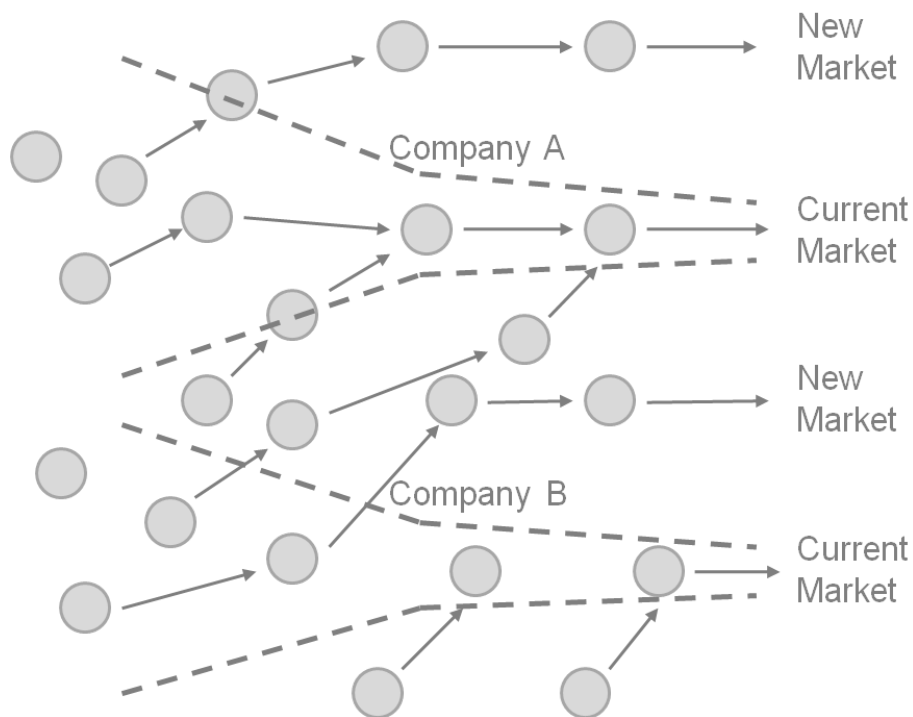 New
Market
Company A
Current
Market
New
Market
Company B
Current
Market